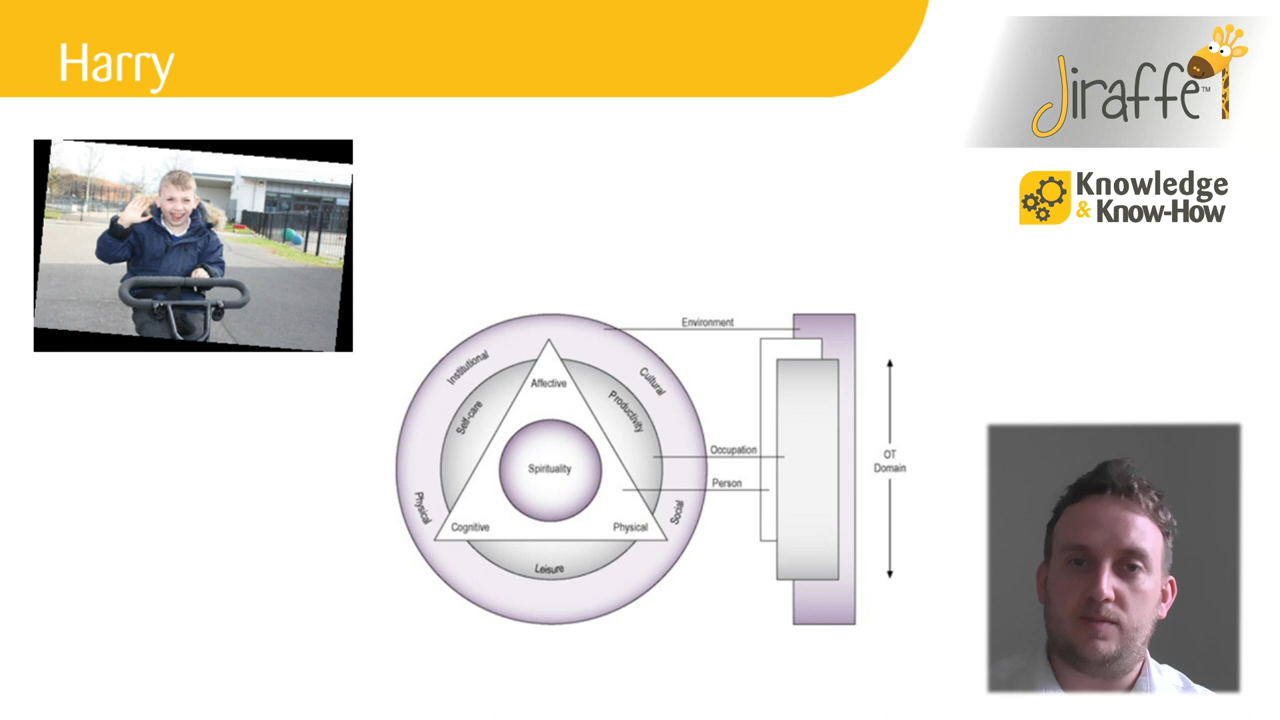 Harry
Jiraffe™
Knowledge
& Know-How
Environment
Institutional
Cultural
Affective
Self-care
Productivity
Occupation
OT
Domain
Spirituality
Person
Physical
Social
Cognitive
Physical
Leisure